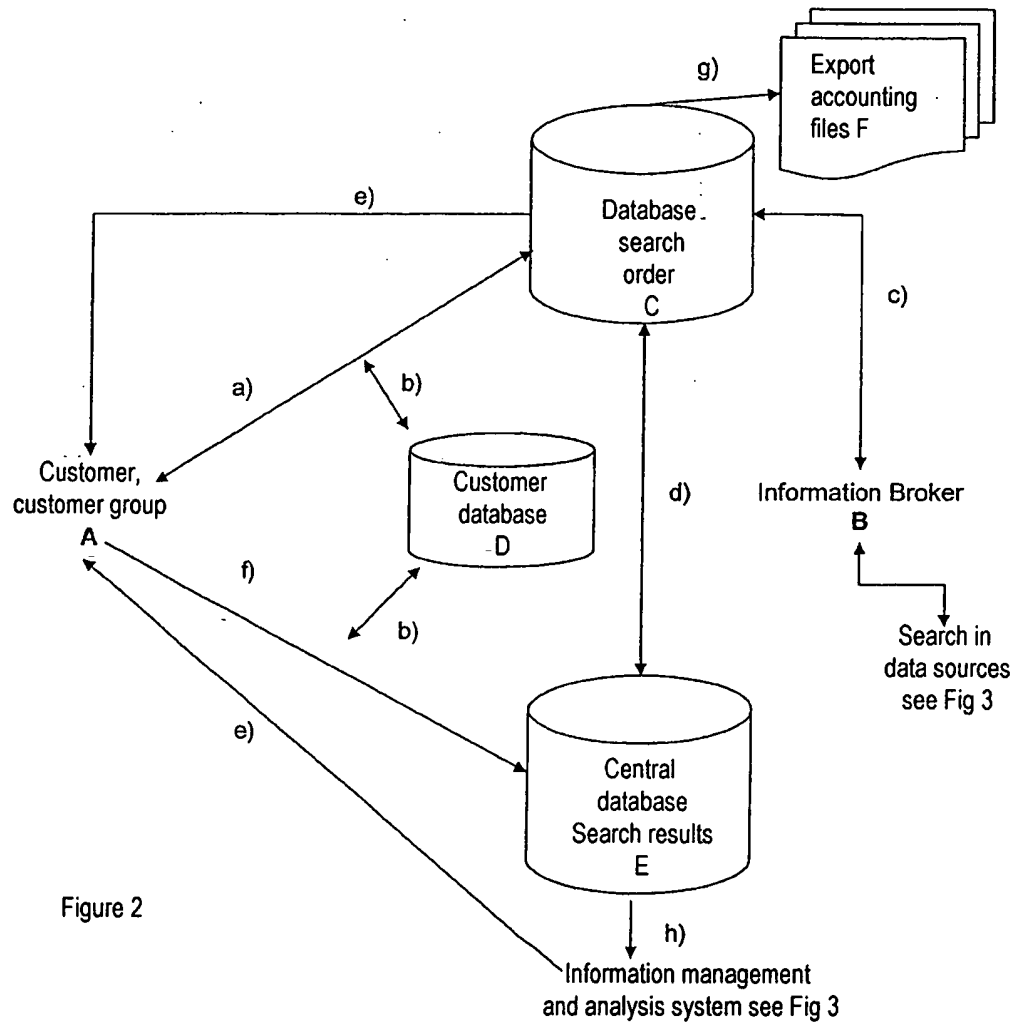 g)
Export
accounting
files F
e)
Database
search
order
C
c)
a)
b)
Customer,
customer group
A
Customer
database
D
d)
Information Broker
B
f)
b)
Search in
data sources
see Fig 3
e)
Central
database
Search results
E
Figure 2
h)
Information management
and analysis system see Fig 3